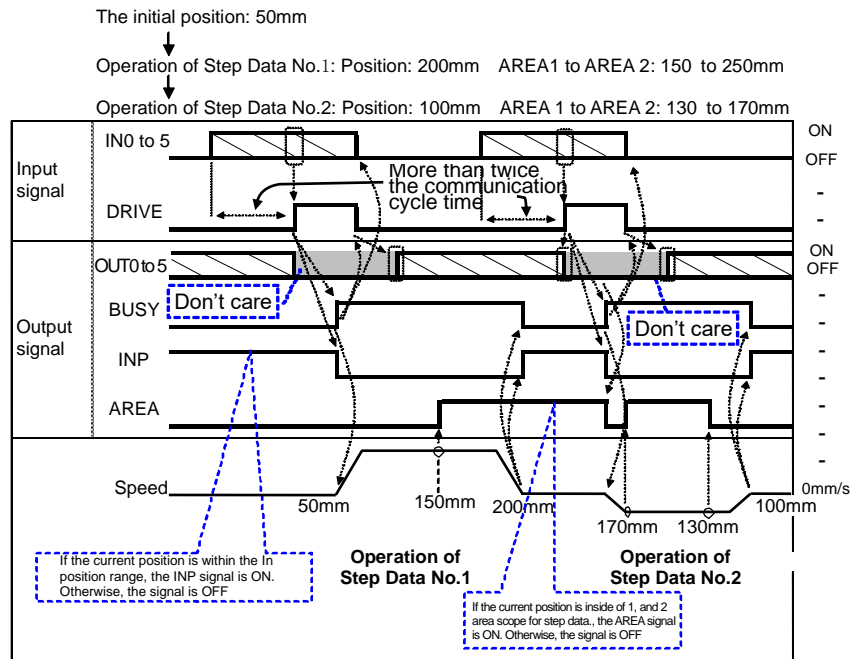 The initial position: 50mm
Operation of Step Data No.1: Position: 200mm AREA1 to AREA 2: 150 to 250mm
Operation of Step Data No.2: Position: 100mm AREA 1 to AREA 2: 130 to 170mm
Input
signal
IN0 to 5
ON
OFF
More than twice
the communication
cycle time
-
DRIVE
-
Output
signal
OUT0 to 5
ON
OFF
Don't care
BUSY
-
-
Don't care
INP
-
-
AREA
-
-
Speed
-
0mm/s
50mm
150mm
200mm
170mm
130mm
100mm
If the current position is within the In
position range, the INP signal is ON.
Otherwise, the signal is OFF
Operation of
Step Data No.1
Operation of
Step Data No.2
If the current position is inside of 1, and 2
area scope for step data., the AREA signal
is ON. Otherwise, the signal is OFF